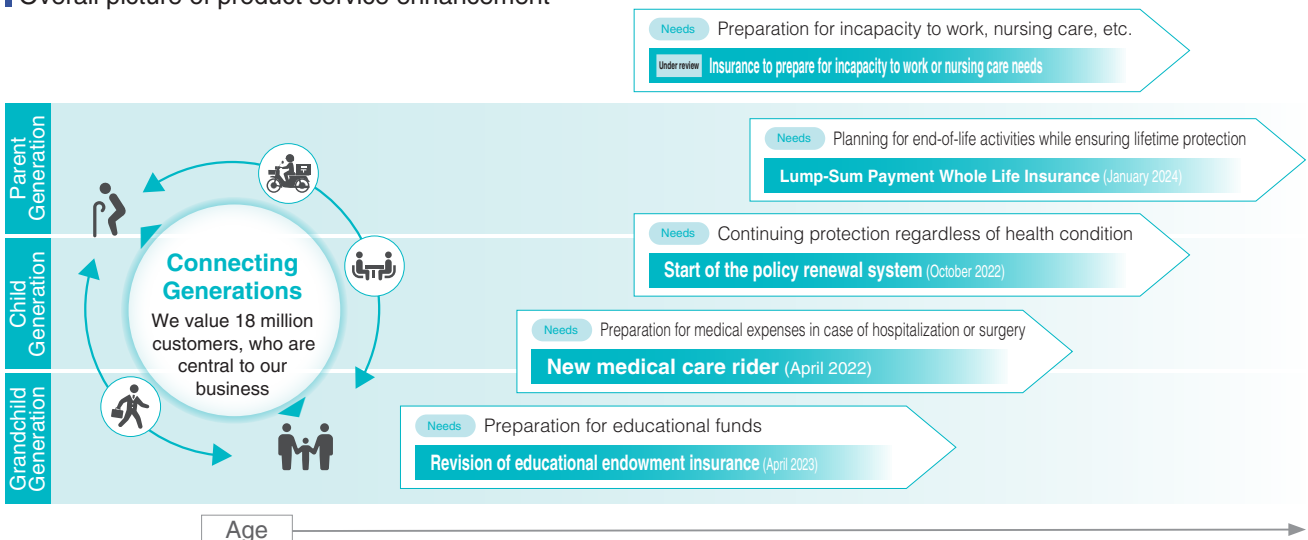 Overall picture of product service enhancement
Needs Preparation for incapacity to work, nursing care, etc.
Under review Insurance to prepare for incapacity to work or nursing care needs
Parent
Generation
Needs Planning for end-of-life activities while ensuring lifetime protection
Lump-Sum Payment Whole Life Insurance (January 2024)
Child
Generation
Connecting
Generations
We value 18 million
customers, who are
central to our
business
Needs Continuing protection regardless of health condition
Start of the policy renewal system (October 2022)
Needs Preparation for medical expenses in case of hospitalization or surgery
New medical care rider (April 2022)
Grandchild
Generation
Needs Preparation for educational funds
Revision of educational endowment insurance (April 2023)
Age